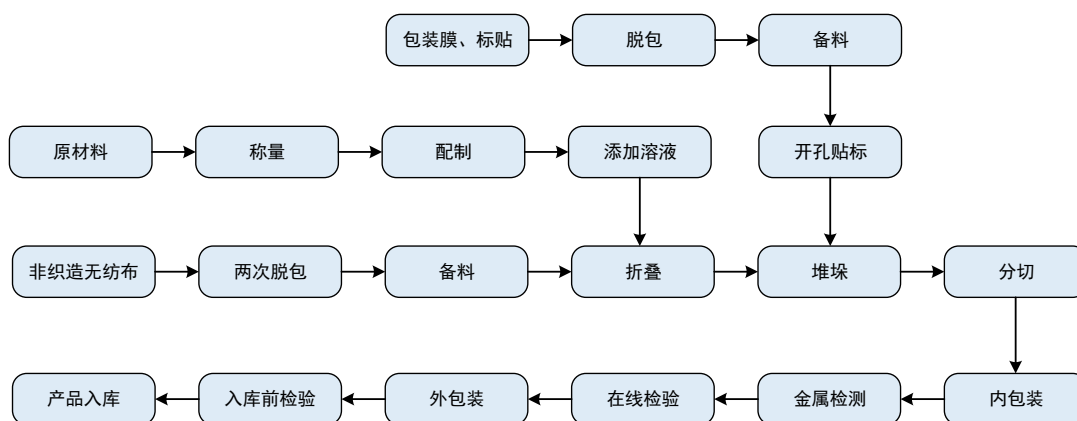 包装膜、标贴
脱包
备料
原材料
称量
配制
添加溶液
开孔贴标
非织造无纺布
两次脱包
备料
折叠
堆垛
分切
产品入库
入库前检验
外包装
在线检验
金属检测
内包装